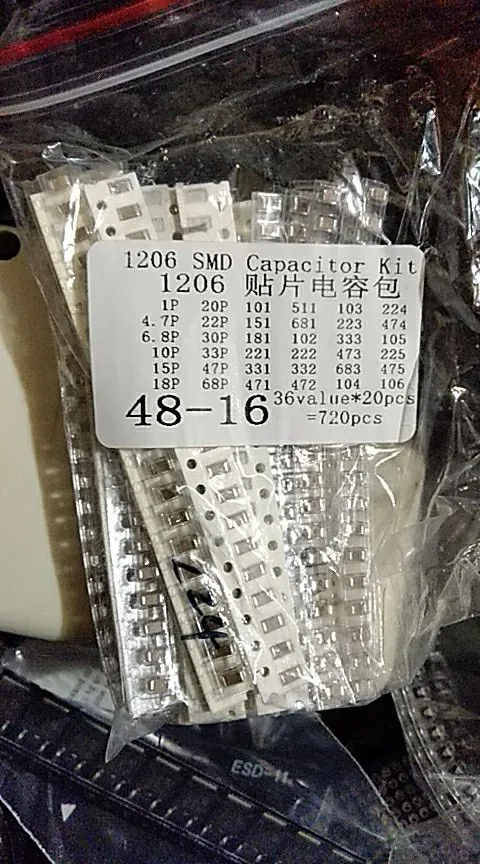 1206 SMD Capacitor Kit
1206 贴片电容包
1P 20P 101 511 103 224
4.7P 22P 151 681 223 474
6.8P 30P 181 102 333 105
10P 33P 221 222 473 225
15P 47P 331 332 683 475
18P 68P 471 472 104 106
48-16 36value*20pcs
=720pcs
224
ESD-11